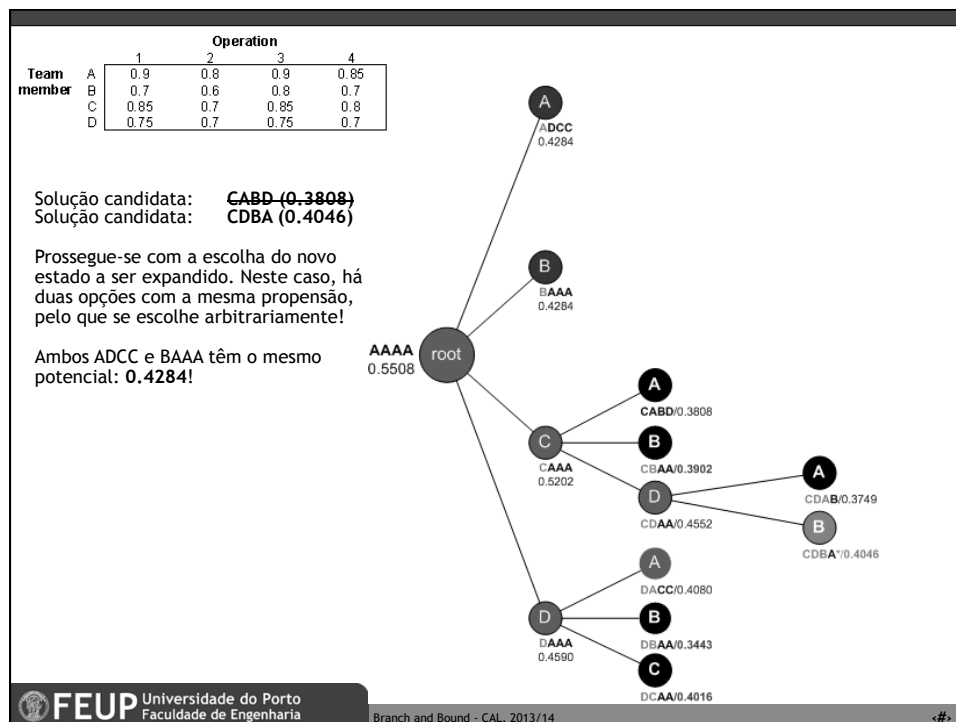 Operation
1 2 3 4
Team member
A 0.9 0.8 0.9 0.85
B 0.7 0.6 0.8 0.7
C 0.85 0.7 0.85 0.8
D 0.75 0.7 0.75 0.7
Solução candidata: CABD (0.3808)
Solução candidata: CDBA (0.4046)
Prossegue-se com a escolha do novo
estado a ser expandido. Neste caso, há
duas opções com a mesma propensão,
pelo que se escolhe arbitrariamente!
Ambos ADCC e BAAA têm o mesmo
potencial: 0.4284!
AAAA
0.5508
root
A
ADCC
0.4284
B
BAAA
0.4284
C
CAAA
0.5202
D
DAAA
0.4590
A
CABD/0.3808
B
CBAA/0.3902
D
CDAA/0.4552
A
CDAB/0.3749
B
CDBA*/0.4046
A
DACC/0.4080
B
DBAA/0.3443
C
DCAA/0.4016
FEUP Universidade do Porto
Faculdade de Engenharia
Branch and Bound - CAL, 2013/14
‹#›